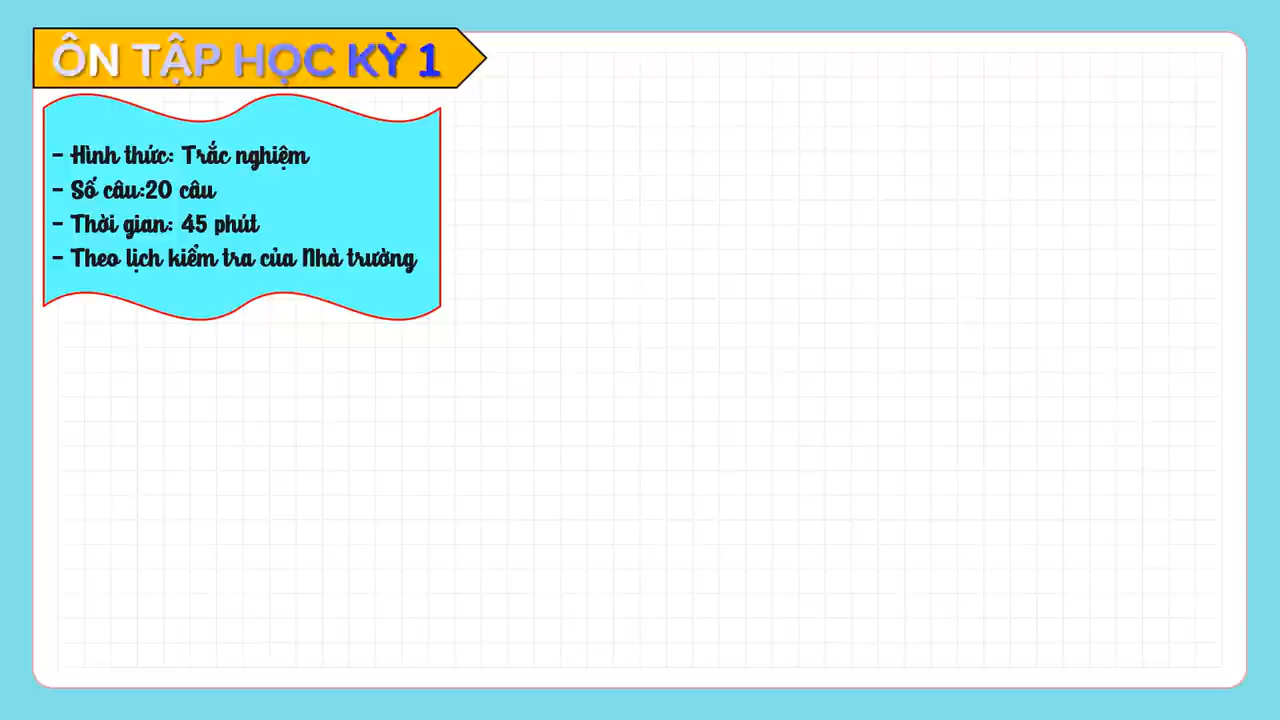 ÔN TẬP HỌC KỲ 1
- Hình thức: Trắc nghiệm
- Số câu:20 câu
- Thời gian: 45 phút
- Theo lịch kiểm tra của Nhà trường